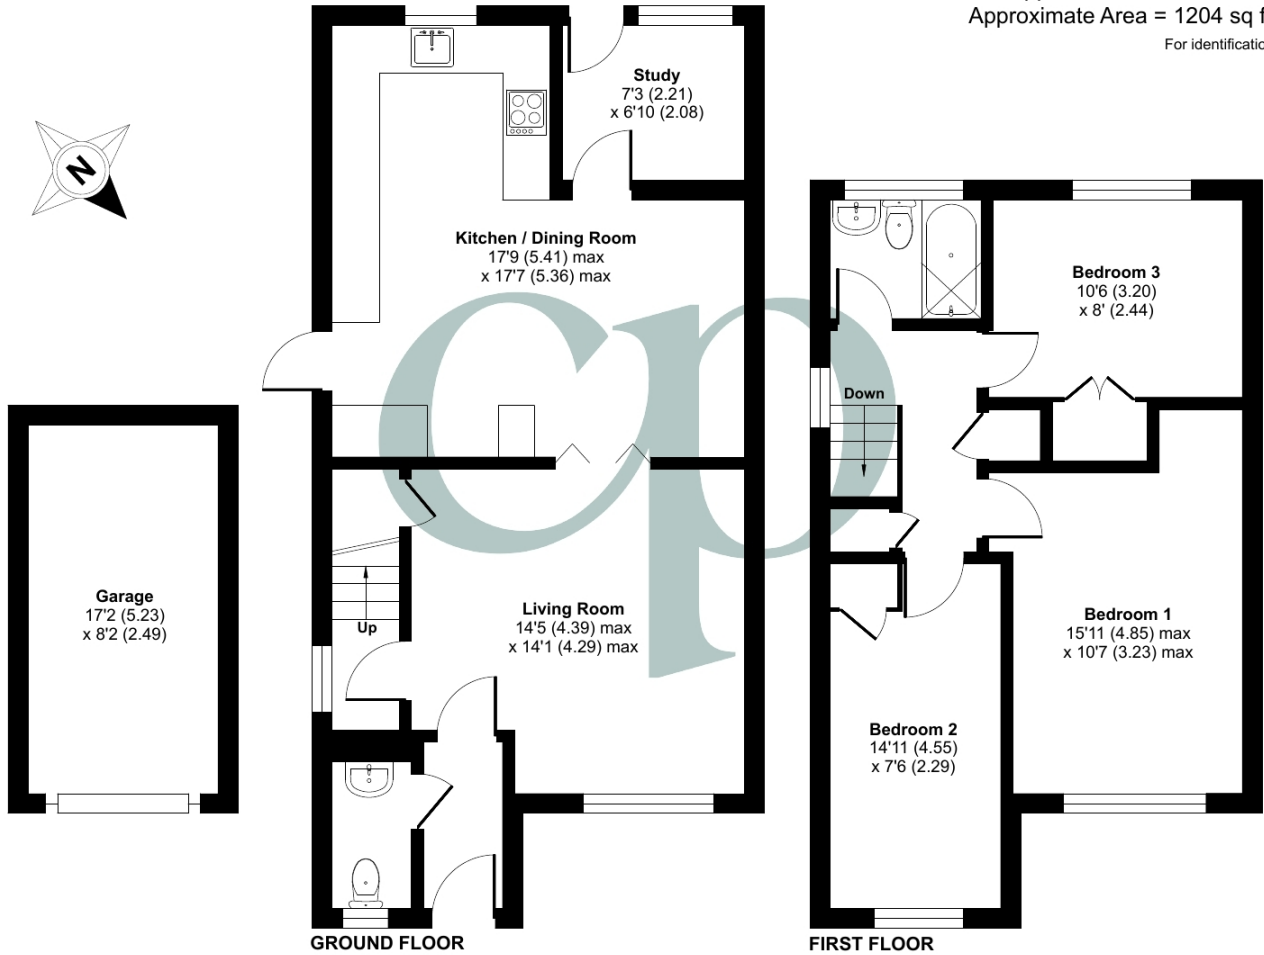 Approximate Area = 1204 sq f
For identificatio
N
Study
7'3 (2.21)
x 6'10 (2.08)
Kitchen / Dining Room
17'9 (5.41) max
x 17'7 (5.36) max
Bedroom 3
10'6 (3.20)
x 8' (2.44)
Down
Garage
17'2 (5.23)
x 8'2 (2.49)
Up
Living Room
14'5 (4.39) max
x 14'1 (4.29) max
Bedroom 1
15'11 (4.85) max
x 10'7 (3.23) max
Bedroom 2
14'11 (4.55)
x 7'6 (2.29)
cp
GROUND FLOOR
FIRST FLOOR